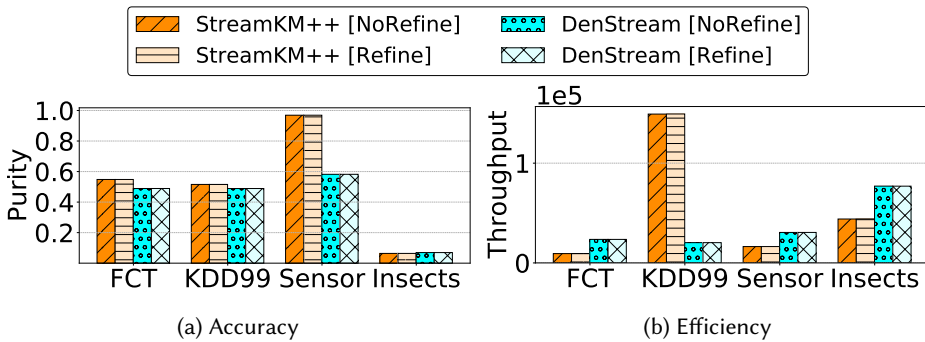 StreamKM++ [NoRefine] DenStream [NoRefine]
StreamKM++ [Refine] DenStream [Refine]
Purity
1.0
0.8
0.6
0.4
0.2
FCT KDD99 Sensor Insects
(a) Accuracy
1e5
Throughput
1
0
FCT KDD99 Sensor Insects
(b) Efficiency